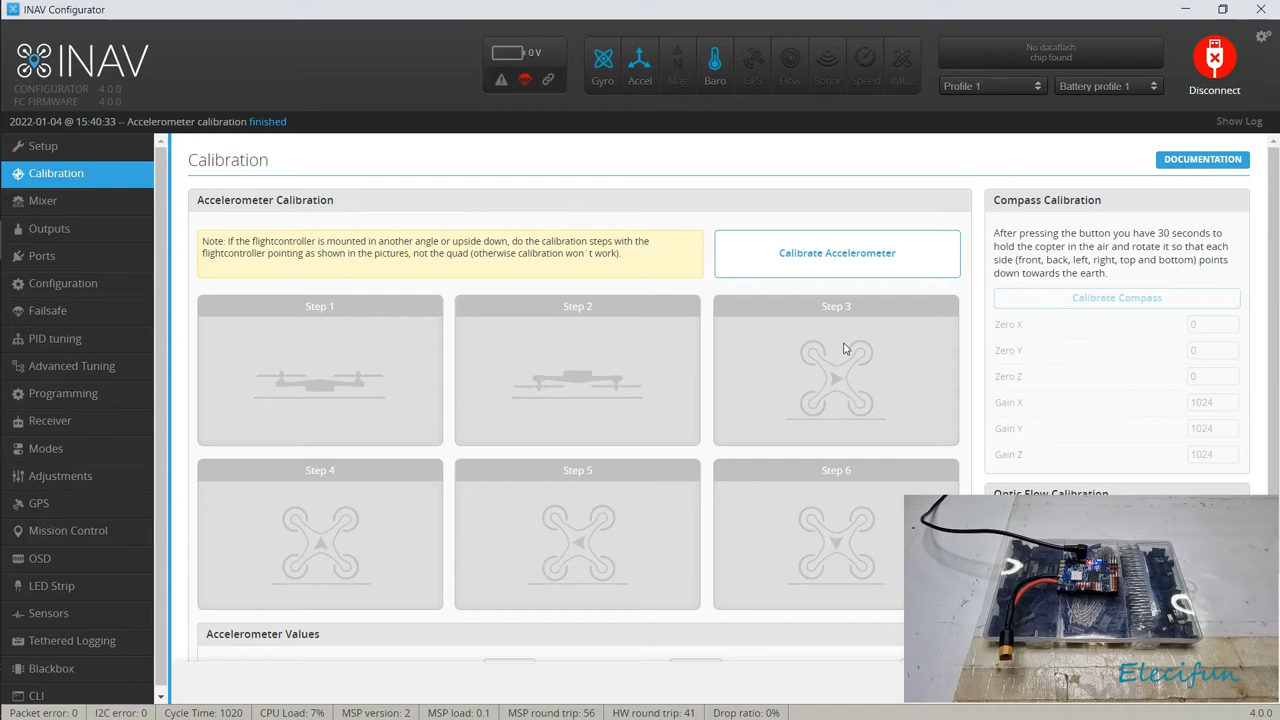 INAV Configurator
INAV
CONFIGURATOR 4.0.0
FC FIRMWARE 4.0.0
0 V
Gyro
Accel
Mag
Baro
GPS
Flow
Sonar
Speed
IMU2
No dataflash
chip found
Profile 1
Battery profile 1
Disconnect
2022-01-04 @ 15:40:33 -- Accelerometer calibration finished
Show Log
Setup
Calibration
Mixer
Outputs
Ports
Configuration
Failsafe
PID tuning
Advanced Tuning
Programming
Receiver
Modes
Adjustments
GPS
Mission Control
OSD
LED Strip
Sensors
Tethered Logging
Blackbox
CLI
Calibration
DOCUMENTATION
Accelerometer Calibration
Note: If the flightcontroller is mounted in another angle or upside down, do the calibration steps with the
flightcontroller pointing as shown in the pictures, not the quad (otherwise calibration won`t work).
Calibrate Accelerometer
Step 1
Step 2
Step 3
Step 4
Step 5
Step 6
Accelerometer Values
Compass Calibration
After pressing the button you have 30 seconds to
hold the copter in the air and rotate it so that each
side (front, back, left, right, top and bottom) points
down towards the earth.
Calibrate Compass
Zero X 0
Zero Y 0
Zero Z 0
Gain X 1024
Gain Y 1024
Gain Z 1024
Optic Flow Calibration
Elecifun
Packet error: 0
I2C error: 0
Cycle Time: 1020
CPU Load: 7%
MSP version: 2
MSP load: 0.1
MSP round trip: 56
HW round trip: 41
Drop ratio: 0%
4.0.0